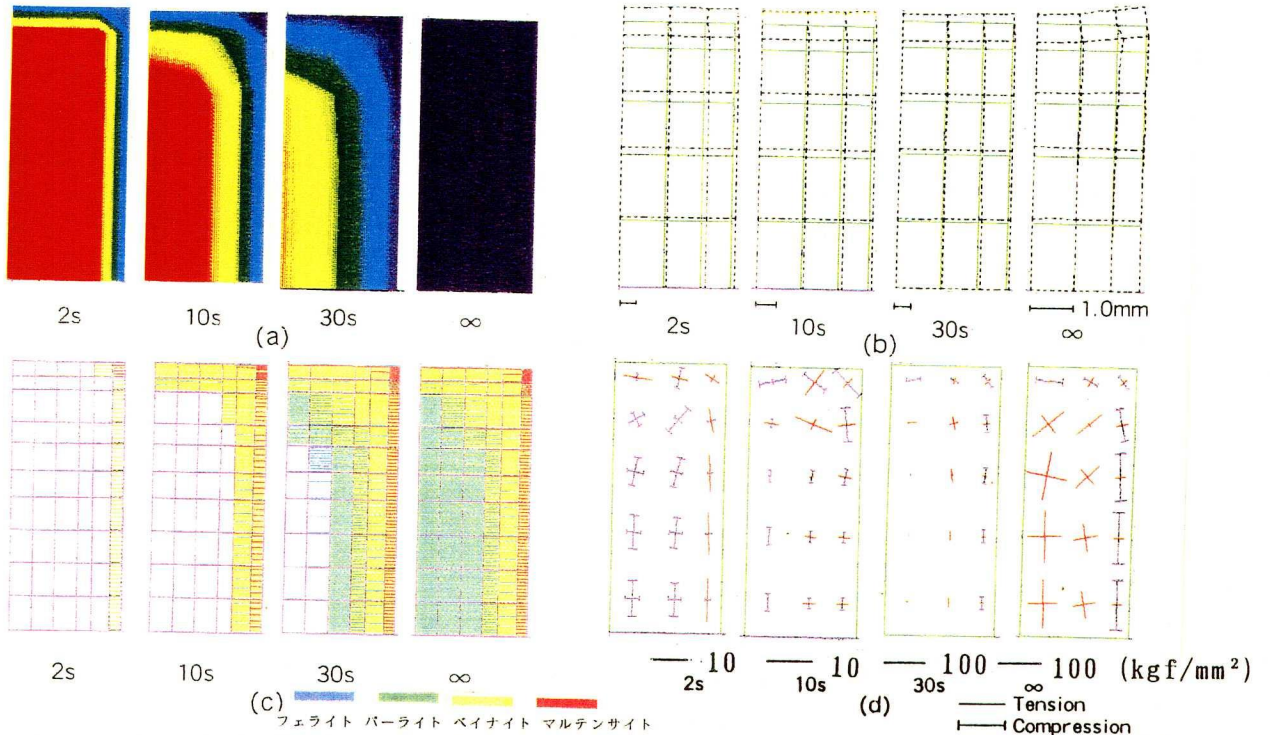 2s 10s 30s ∞
(a)
1.0mm
2s 10s 30s ∞
(b)
2s 10s 30s ∞
(c)
フェライト パーライト ベイナイト マルテンサイト
10 10 100 100 (kgf/mm²)
2s 10s 30s ∞
(d)
Tension
Compression